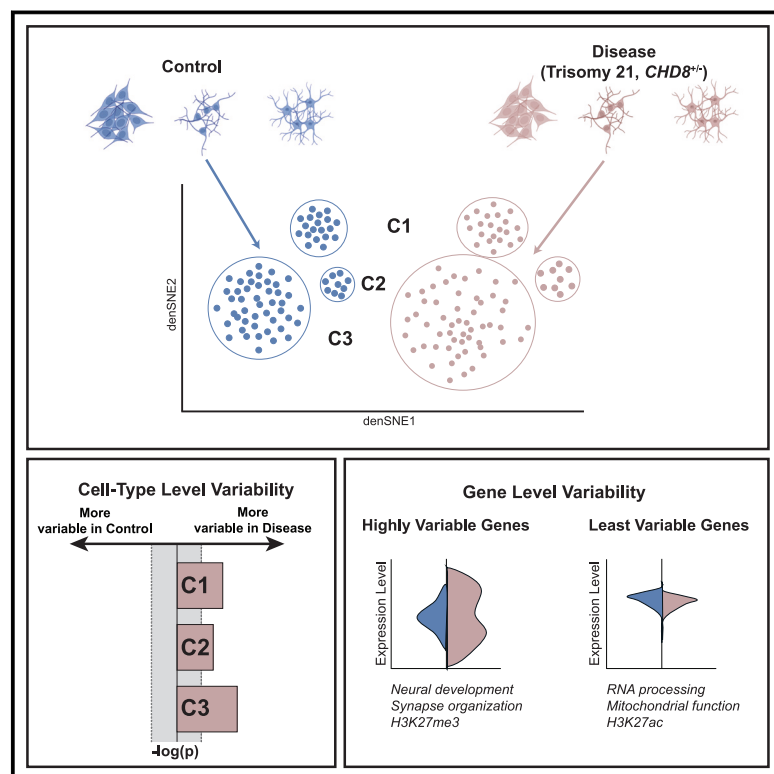 Control
Disease
(Trisomy 21, CHD8+/-)
C1
C2
C3
denSNE2
denSNE1
Cell-Type Level Variability
More
variable in Control
More
variable in Disease
C1
C2
C3
-log(p)
Gene Level Variability
Highly Variable Genes
Expression Level
Neural development
Synapse organization
H3K27me3
Least Variable Genes
Expression Level
RNA processing
Mitochondrial function
H3K27ac